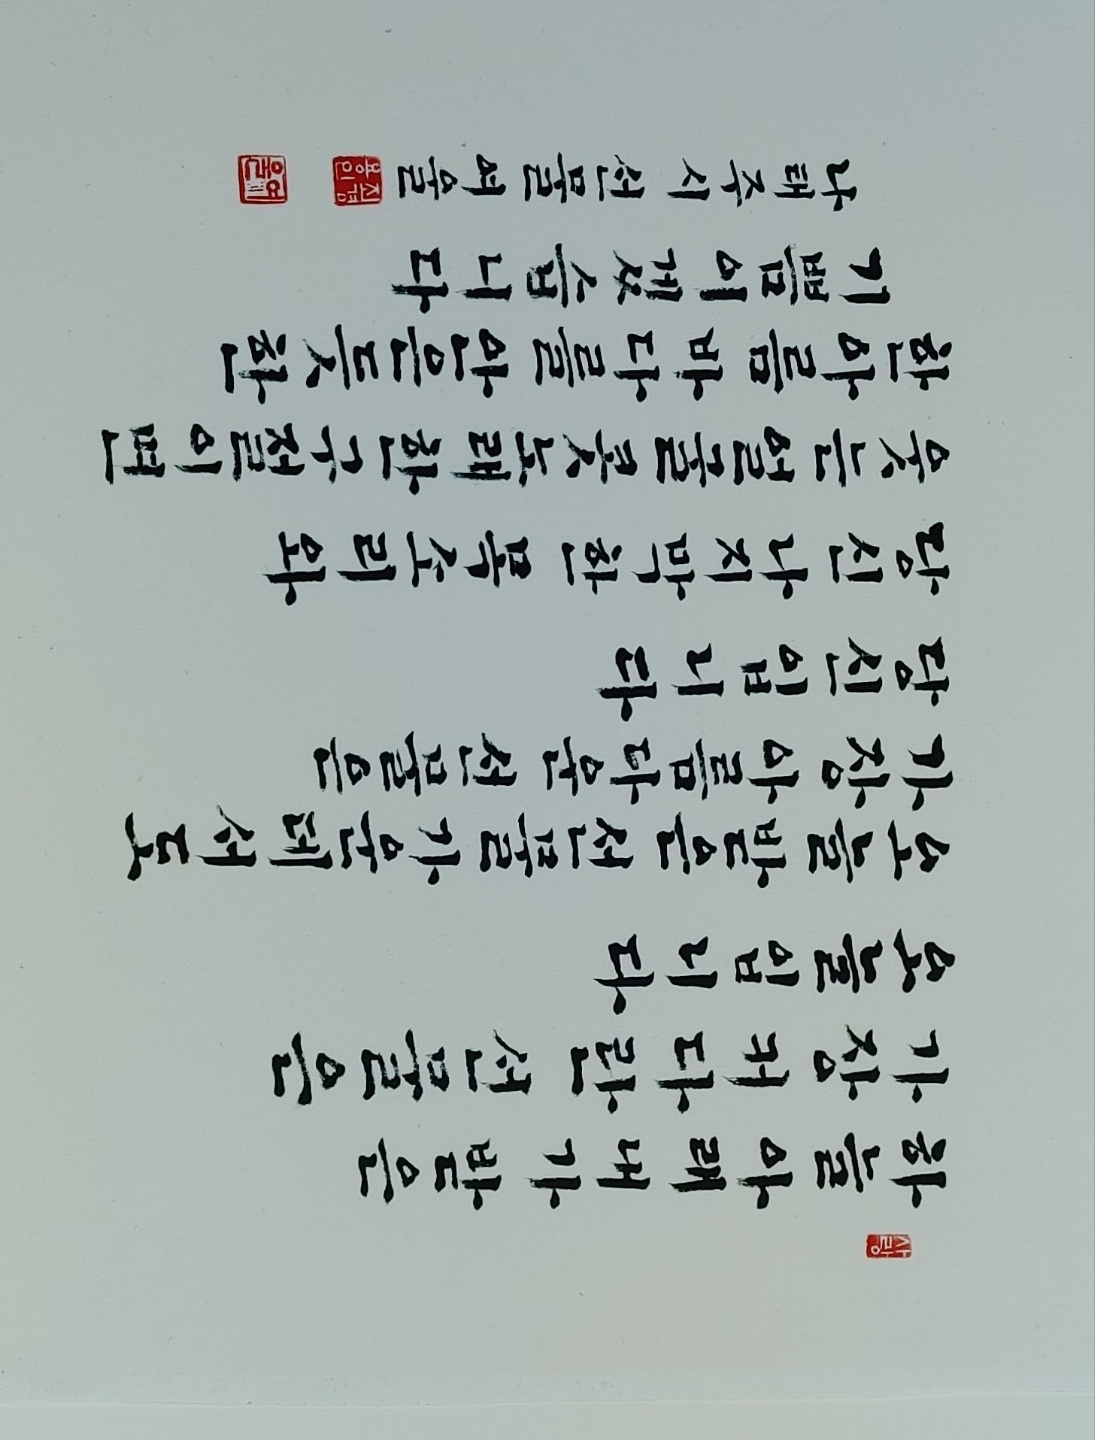 사랑
하늘 아래 내가 받은
가장 커다란 선물은
오늘입니다
오늘 받은 선물 가운데서도
가장 아름다운 선물은
당신입니다
당신 나지막한 목소리와
웃는 얼굴 콧노래 한 구절이면
한아름 바다를 안은 듯한
기쁨이겠습니다
나태주시 선물 여울
여울